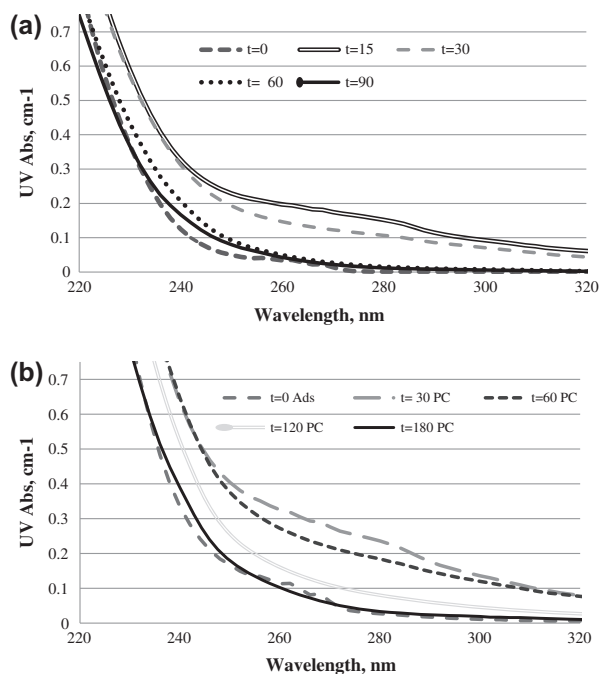 (a)
0.7
0.6
0.5
0.4
0.3
0.2
0.1
0
UV Abs, cm-1
t=0 t=15 t=30
t= 60 t=90
220 240 260 280 300 320
Wavelength, nm
(b)
0.7
0.6
0.5
0.4
0.3
0.2
0.1
0
UV Abs, cm-1
t=0 Ads t= 30 PC t=60 PC
t=120 PC t=180 PC
220 240 260 280 300 320
Wavelength, nm